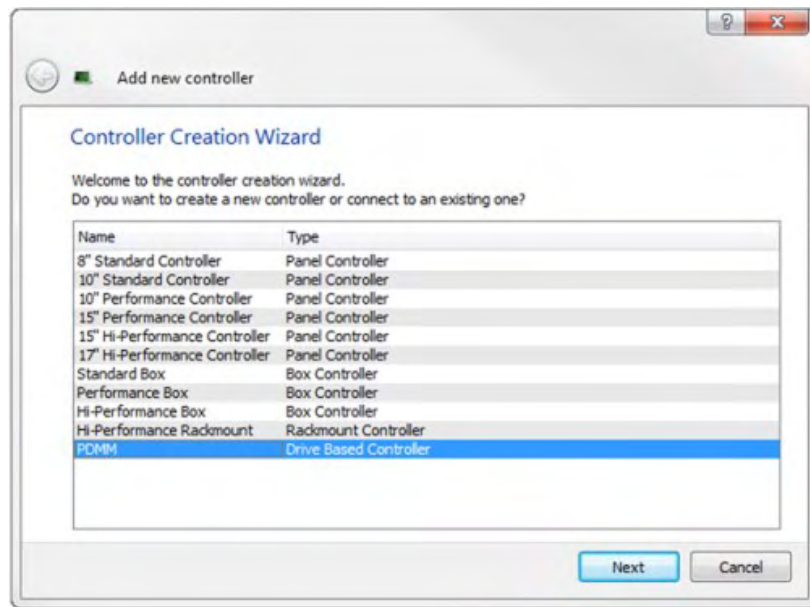 Add new controller
Controller Creation Wizard
Welcome to the controller creation wizard.
Do you want to create a new controller or connect to an existing one?
Name Type
8" Standard Controller Panel Controller
10" Standard Controller Panel Controller
10" Performance Controller Panel Controller
15" Performance Controller Panel Controller
15" Hi-Performance Controller Panel Controller
17" Hi-Performance Controller Panel Controller
Standard Box Box Controller
Performance Box Box Controller
Hi-Performance Box Box Controller
Hi-Performance Rackmount Rackmount Controller
PDMM Drive Based Controller
Next Cancel